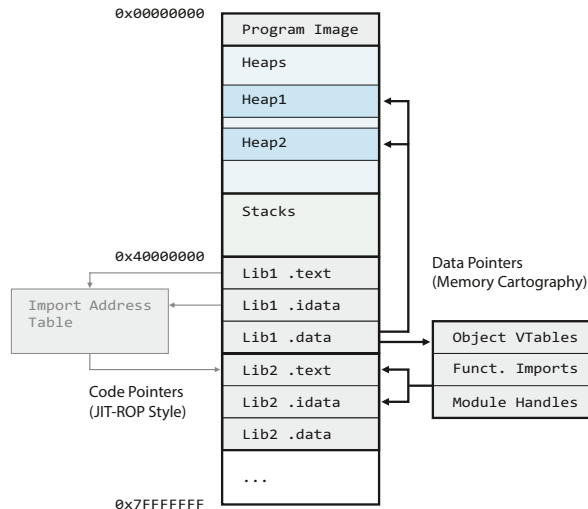 0x00000000
Program Image
Heaps
Heap1
Heap2
Stacks
0x40000000
Lib1 .text
Lib1 .idata
Lib1 .data
Lib2 .text
Lib2 .idata
Lib2 .data
...
0x7FFFFFFF
Import Address
Table
Code Pointers
(JIT-ROP Style)
Data Pointers
(Memory Cartography)
Object VTables
Funct. Imports
Module Handles